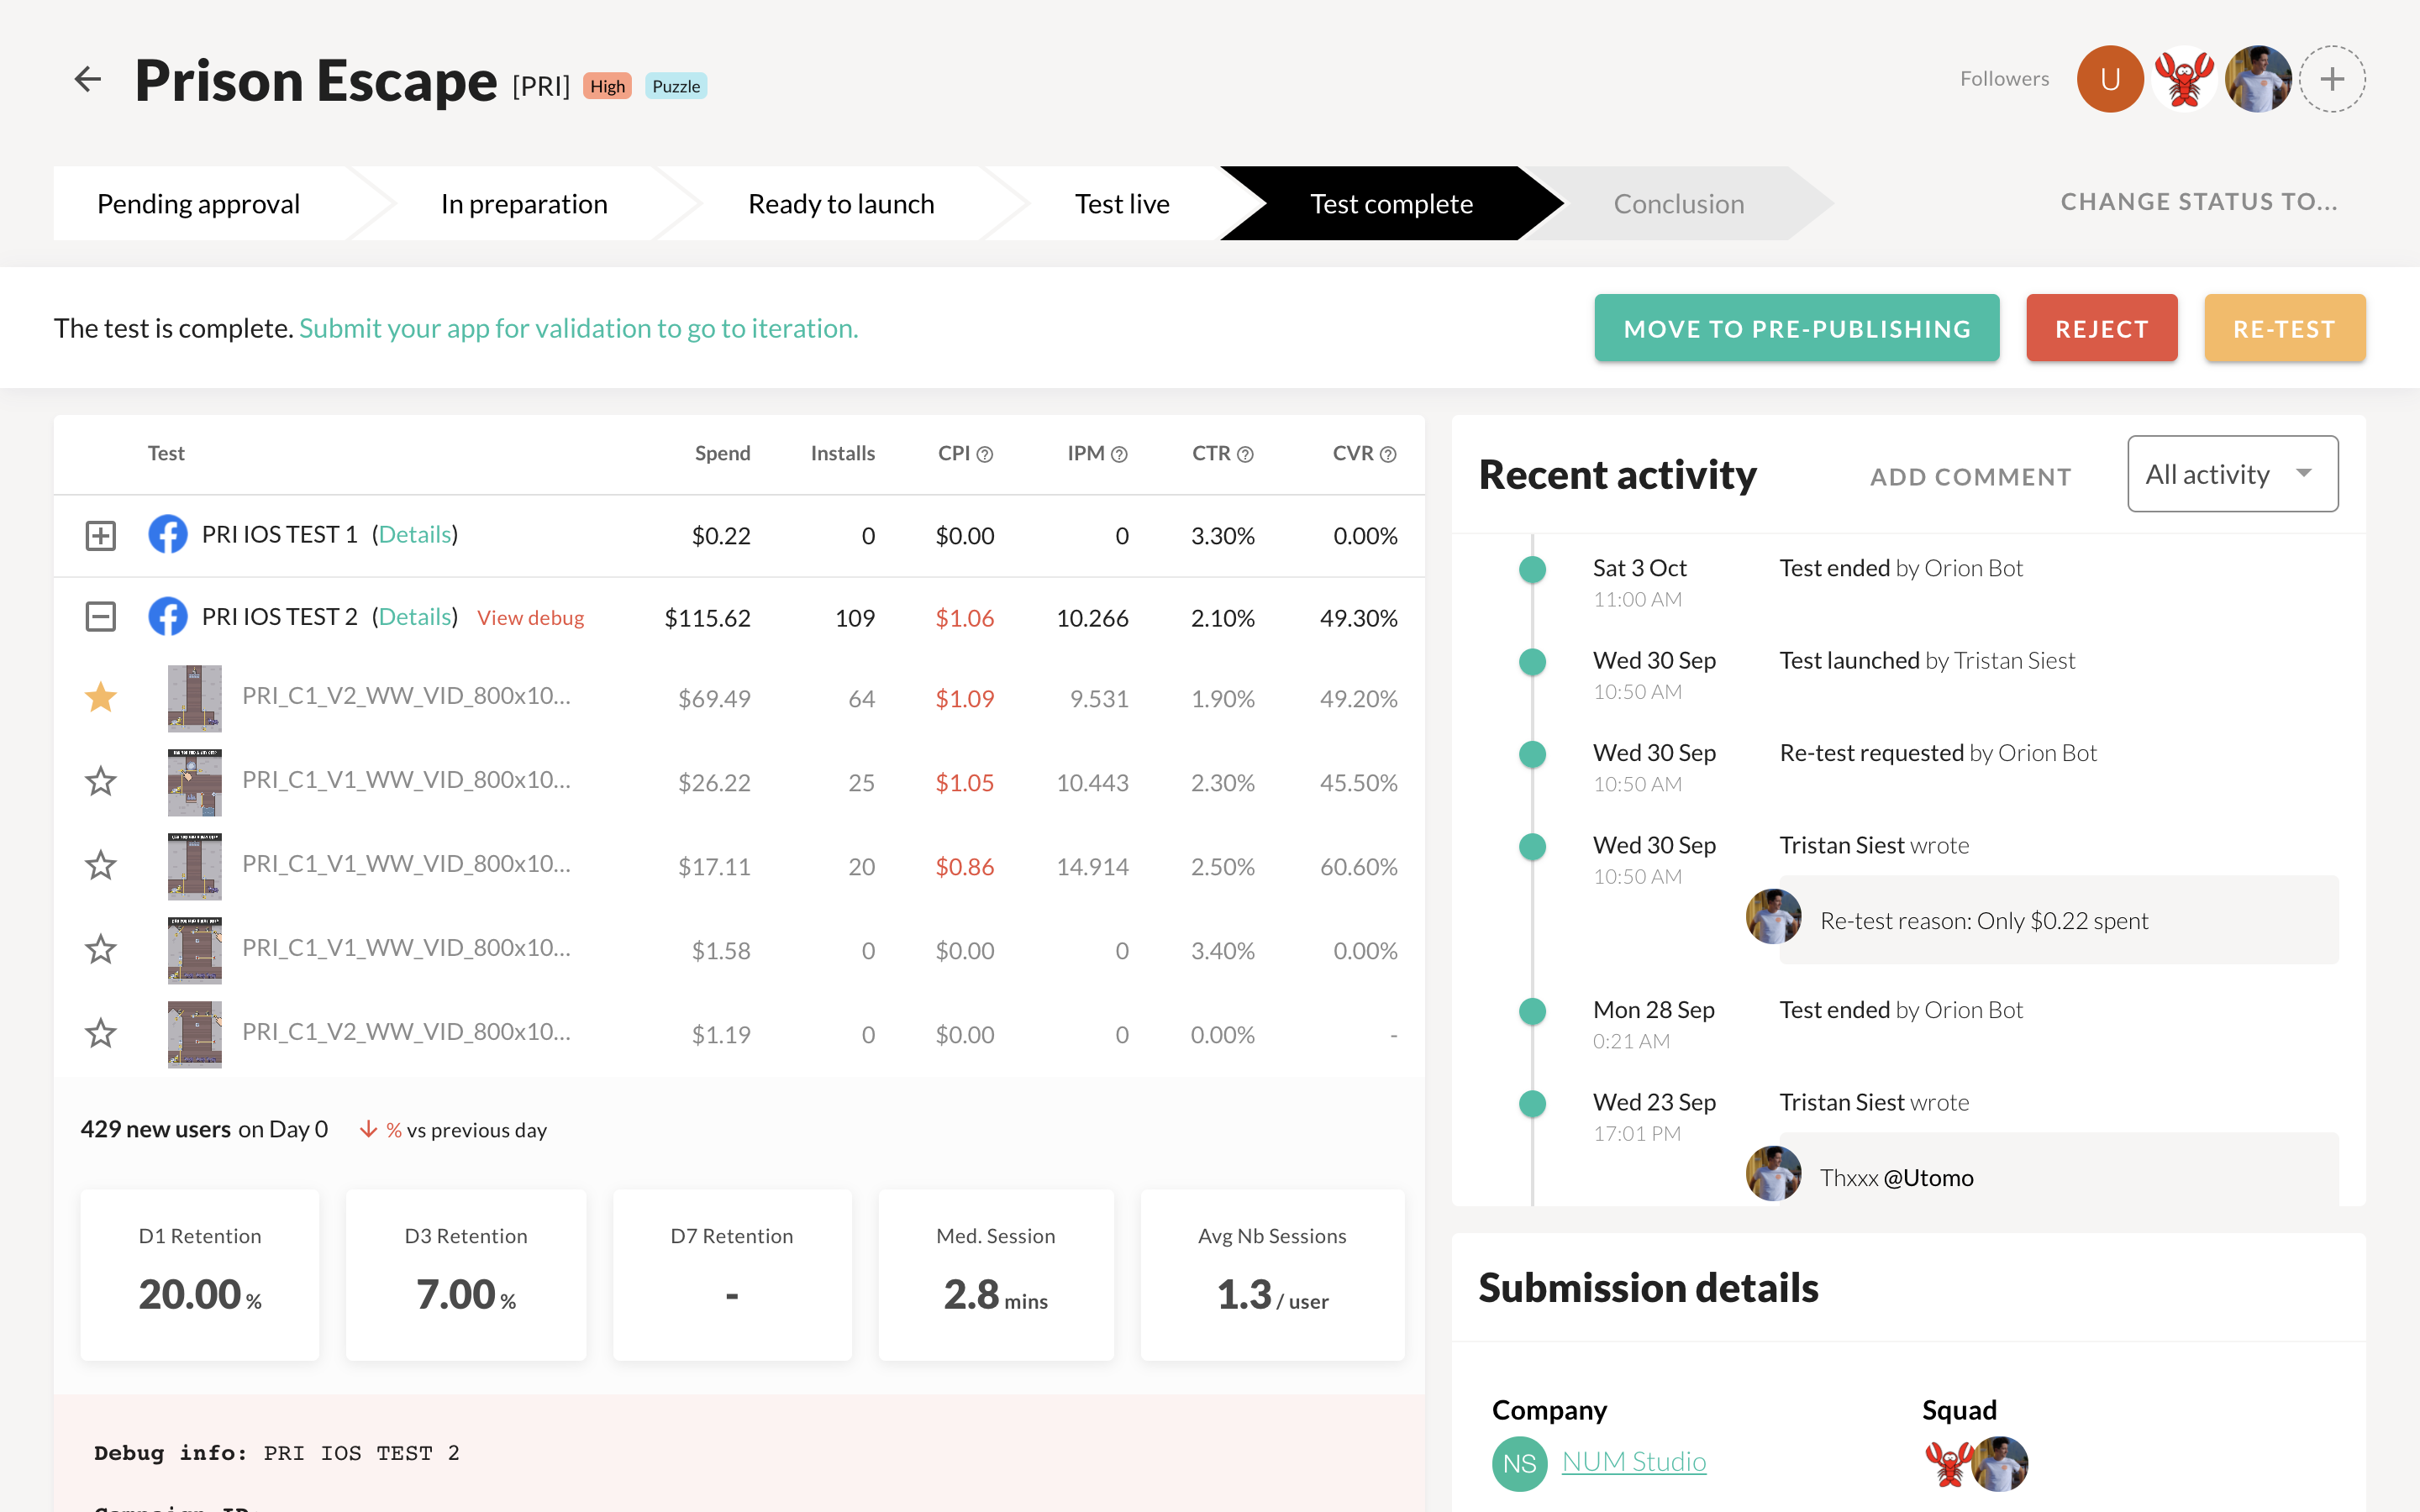 Prison Escape [PRI] High Puzzle
Followers U
Pending approval In preparation Ready to launch Test live Test complete Conclusion CHANGE STATUS TO...
The test is complete. Submit your app for validation to go to iteration. MOVE TO PRE-PUBLISHING REJECT RE-TEST
Test Spend Installs CPI IPM CTR CVR
PRI IOS TEST 1 (Details) $0.22 0 $0.00 0 3.30% 0.00%
PRI IOS TEST 2 (Details) View debug $115.62 109 $1.06 10.266 2.10% 49.30%
PRI_C1_V2_WW_VID_800x10... $69.49 64 $1.09 9.531 1.90% 49.20%
PRI_C1_V1_WW_VID_800x10... $26.22 25 $1.05 10.443 2.30% 45.50%
PRI_C1_V1_WW_VID_800x10... $17.11 20 $0.86 14.914 2.50% 60.60%
PRI_C1_V1_WW_VID_800x10... $1.58 0 $0.00 0 3.40% 0.00%
PRI_C1_V2_WW_VID_800x10... $1.19 0 $0.00 0 0.00% -
429 new users on Day 0 % vs previous day
D1 Retention D3 Retention D7 Retention Med. Session Avg Nb Sessions
20.00 % 7.00 % - 2.8 mins 1.3 / user
Debug info: PRI IOS TEST 2
Campaign ID:
Recent activity ADD COMMENT All activity
Sat 3 Oct Test ended by Orion Bot
11:00 AM
Wed 30 Sep Test launched by Tristan Siest
10:50 AM
Wed 30 Sep Re-test requested by Orion Bot
10:50 AM
Wed 30 Sep Tristan Siest wrote
10:50 AM
Re-test reason: Only $0.22 spent
Mon 28 Sep Test ended by Orion Bot
0:21 AM
Wed 23 Sep Tristan Siest wrote
17:01 PM
Thxxx @Utomo
Submission details
Company Squad
NS NUM Studio